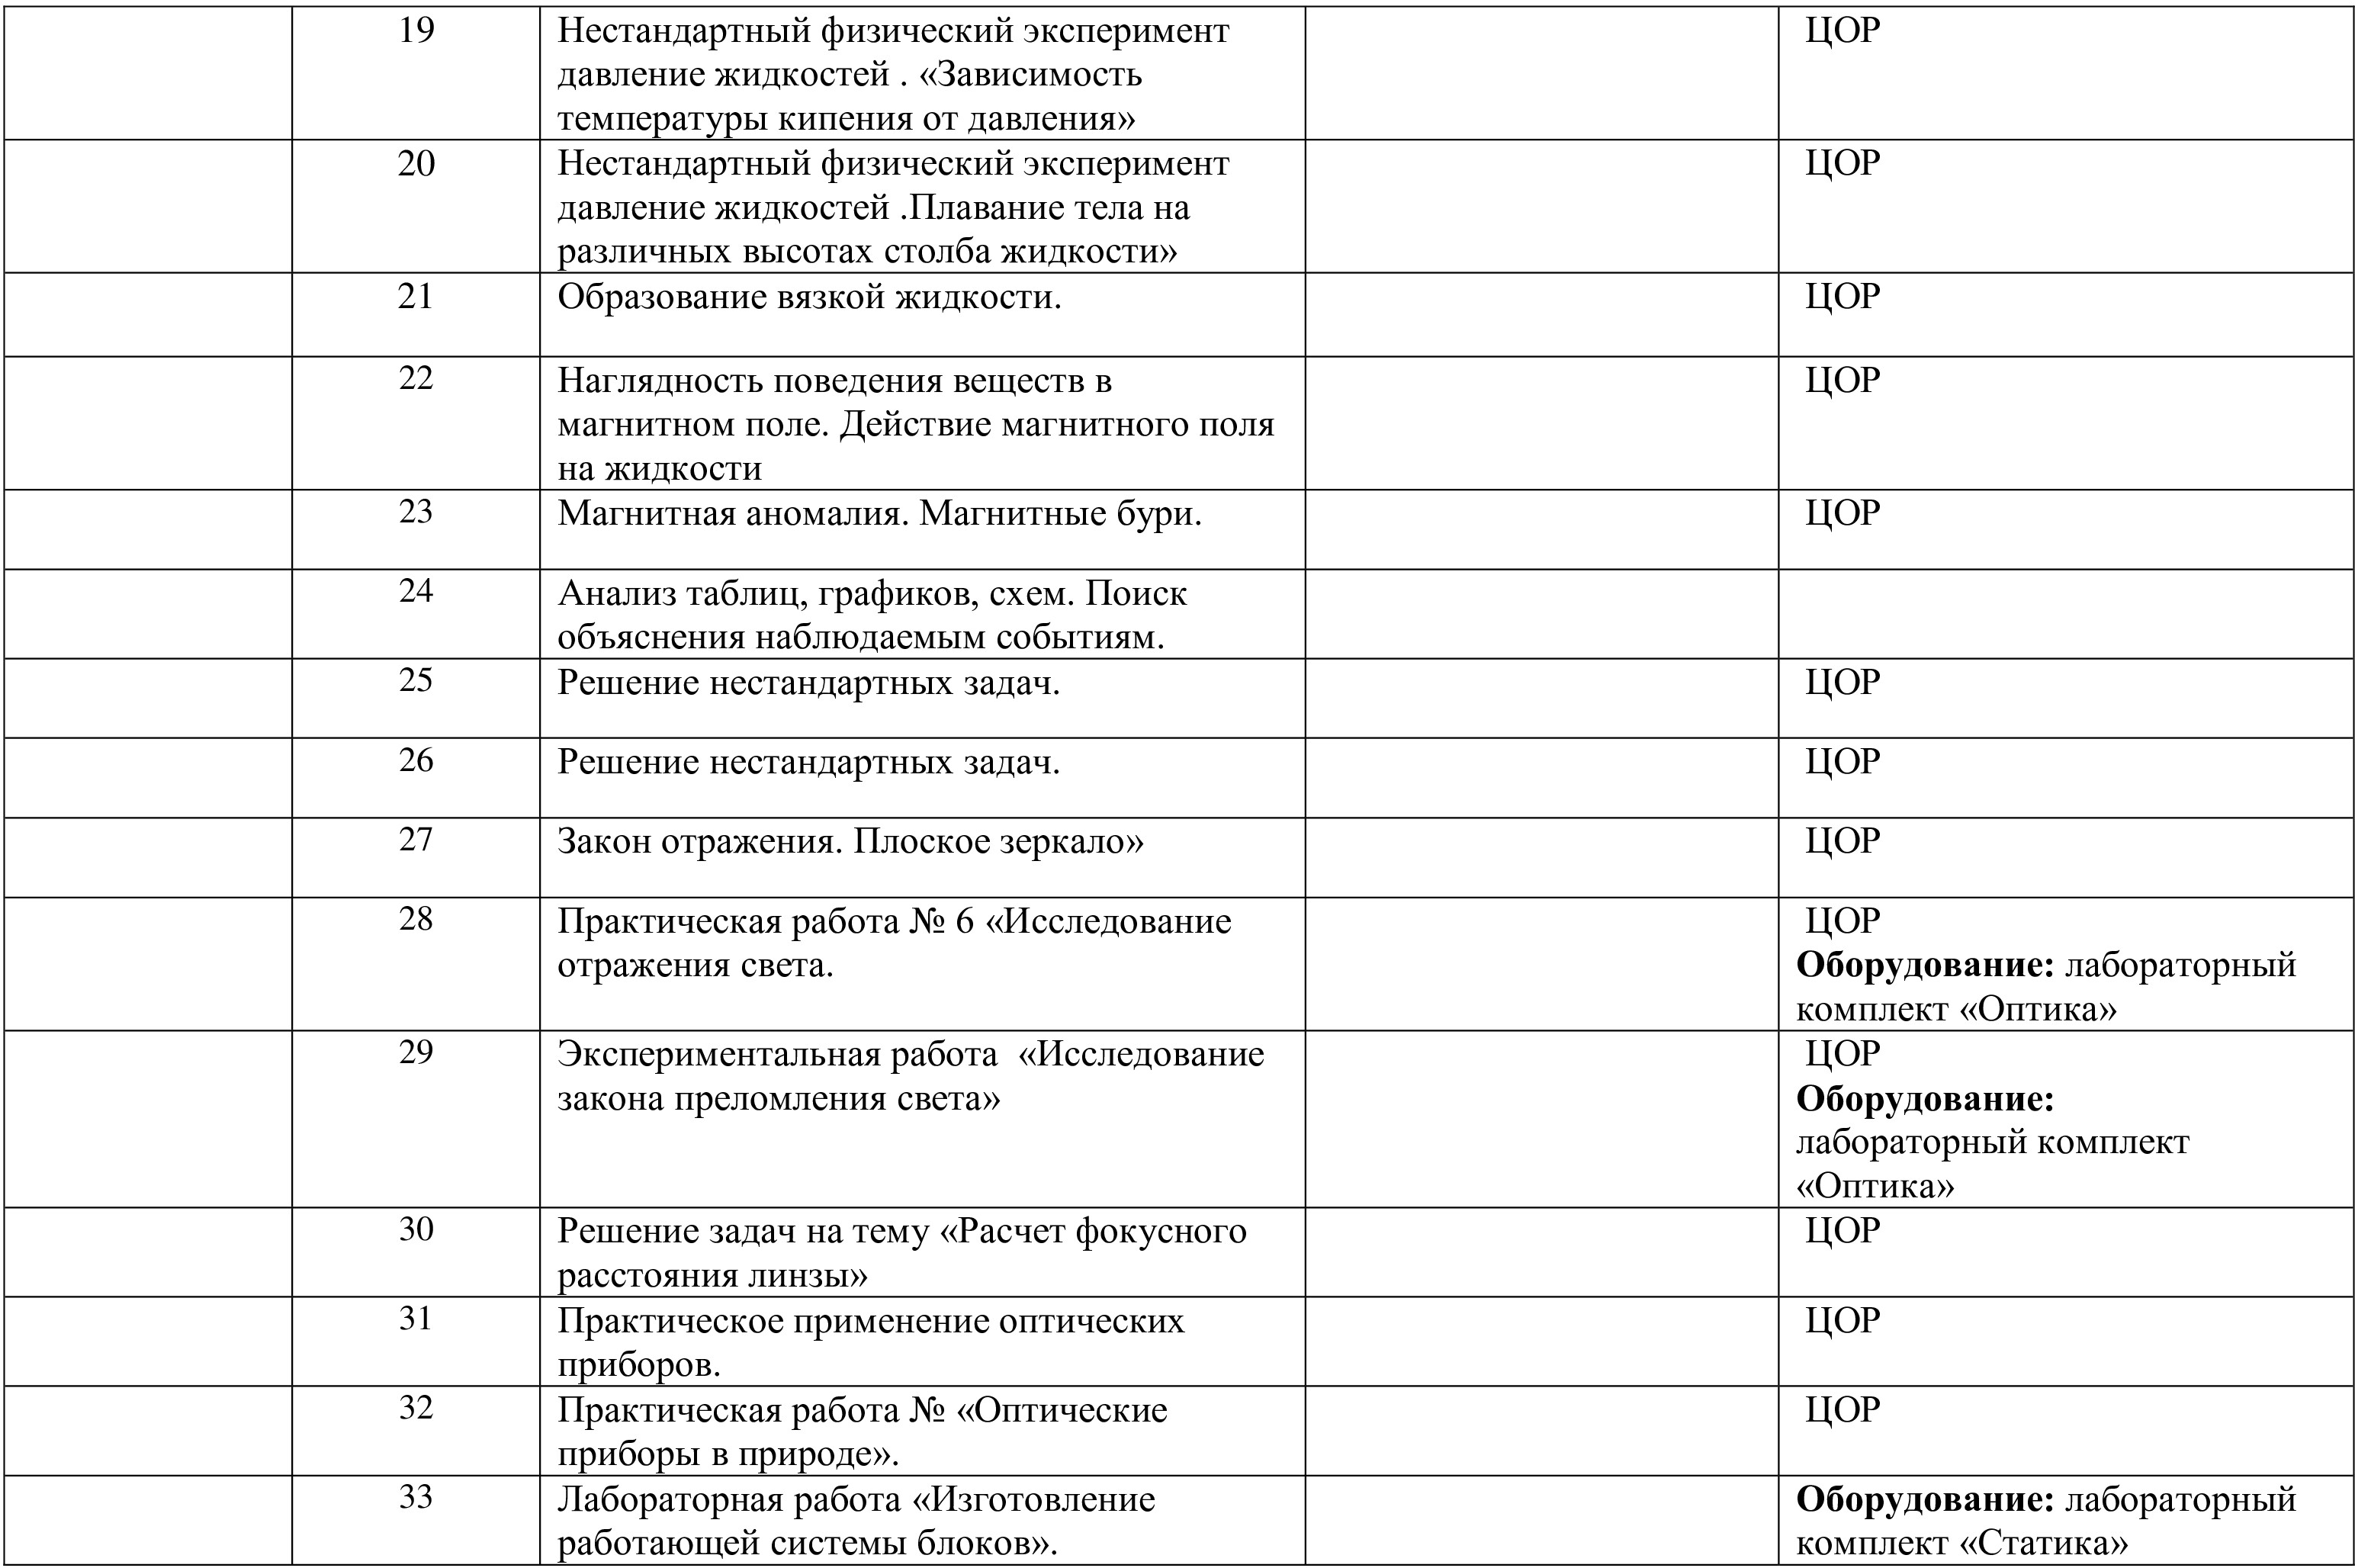 19 Нестандартный физический эксперимент ЦОР
давление жидкостей . «Зависимость
температуры кипения от давления»
20 Нестандартный физический эксперимент ЦОР
давление жидкостей .Плавание тела на
различных высотах столба жидкости»
21 Образование вязкой жидкости. ЦОР
22 Наглядность поведения веществ в ЦОР
магнитном поле. Действие магнитного поля
на жидкости
23 Магнитная аномалия. Магнитные бури. ЦОР
24 Анализ таблиц, графиков, схем. Поиск
объяснения наблюдаемым событиям.
25 Решение нестандартных задач. ЦОР
26 Решение нестандартных задач. ЦОР
27 Закон отражения. Плоское зеркало» ЦОР
28 Практическая работа № 6 «Исследование ЦОР
отражения света. Оборудование: лабораторный
комплект «Оптика»
29 Экспериментальная работа «Исследование ЦОР
закона преломления света» Оборудование:
лабораторный комплект
«Оптика»
30 Решение задач на тему «Расчет фокусного ЦОР
расстояния линзы»
31 Практическое применение оптических ЦОР
приборов.
32 Практическая работа № «Оптические ЦОР
приборы в природе».
33 Лабораторная работа «Изготовление Оборудование: лабораторный
работающей системы блоков». комплект «Статика»